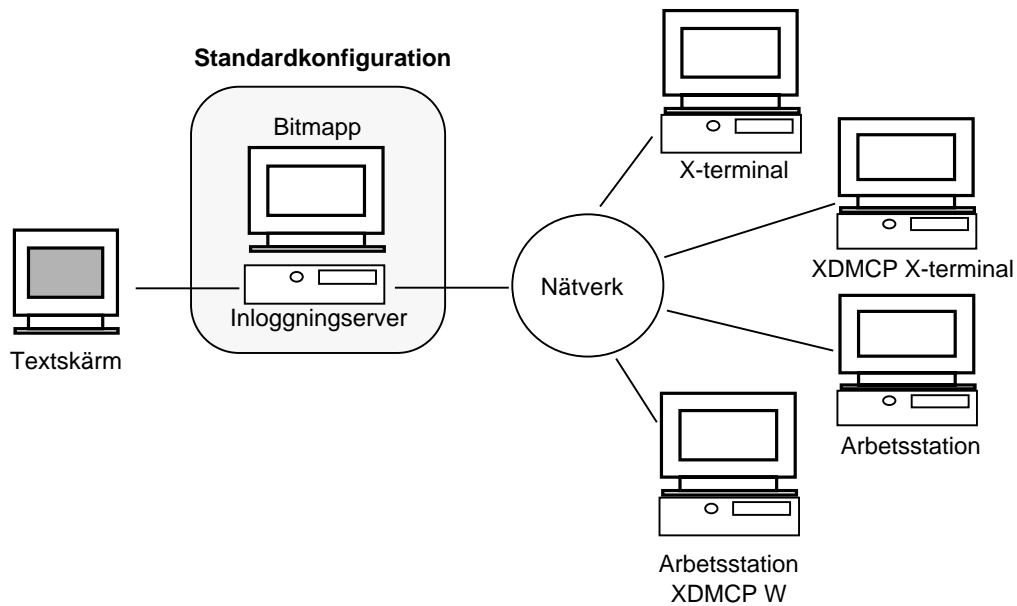 Standardkonfiguration
Bitmapp
X-terminal
XDMCP X-terminal
Nätverk
Inloggningserver
Textskärm
Arbetsstation
Arbetsstation
XDMCP W